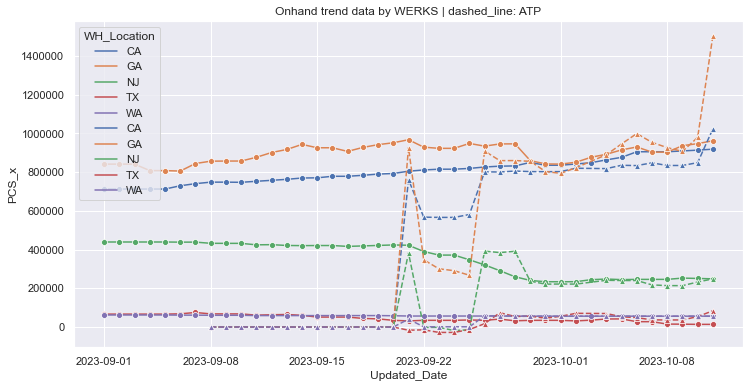 Onhand trend data by WERKS | dashed_line: ATP
WH_Location
CA
GA
NJ
TX
WA
CA
GA
NJ
TX
WA
1400000
1200000
1000000
800000
600000
400000
200000
0
PCS_x
2023-09-01
2023-09-08
2023-09-15
2023-09-22
2023-10-01
2023-10-08
Updated_Date